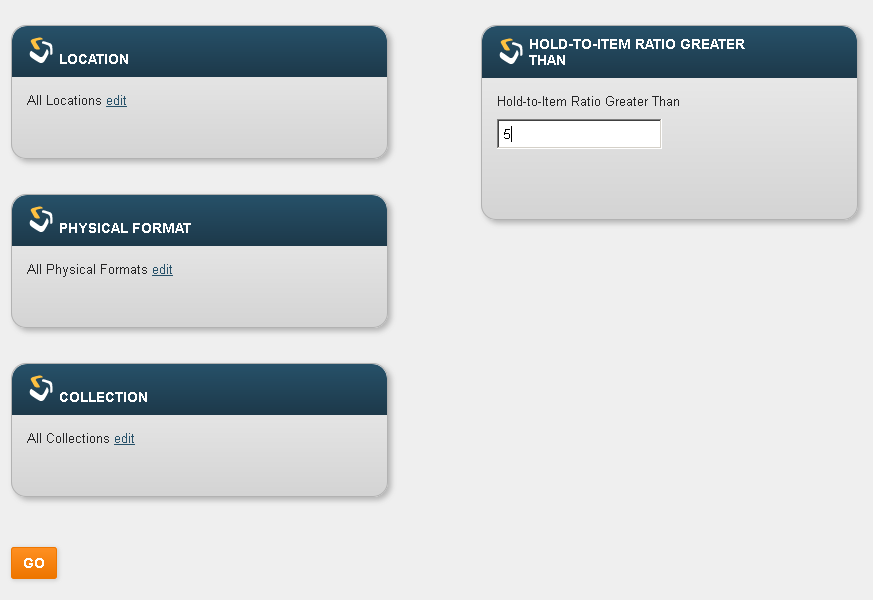 LOCATION
All Locations edit
PHYSICAL FORMAT
All Physical Formats edit
COLLECTION
All Collections edit
GO
HOLD-TO-ITEM RATIO GREATER
THAN
Hold-to-Item Ratio Greater Than
5